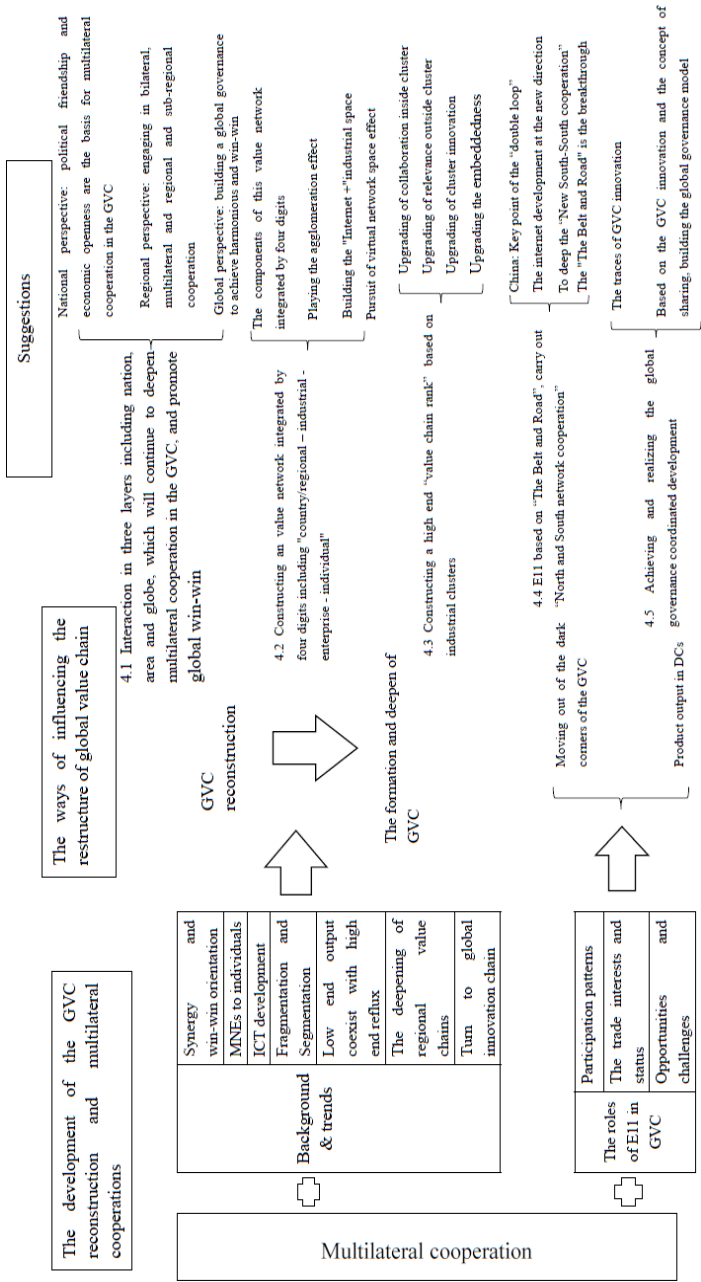 The development of the GVC
reconstruction and multilateral
cooperations
The ways of influencing the
restructure of global value chain
Suggestions
Multilateral cooperation
Background
& trends
Synergy and
win-win orientation
MNEs to individuals
ICT development
Fragmentation and
Segmentation
Low end output
coexist with high
end reflux
The deepening of
regional value
chains
Turn to global
innovation chain
The roles
of E11 in
GVC
Participation patterns
The trade interests and
status
Opportunities and
challenges
GVC
reconstruction
The formation and deepen of
GVC
Moving out of the dark
corners of the GVC
Product output in DCs
4.1 Interaction in three layers including nation,
area and globe, which will continue to deepen
multilateral cooperation in the GVC, and promote
global win-win
4.2 Constructing an value network integrated by
four digits including "country/regional – industrial -
enterprise - individual"
4.3 Constructing a high end “value chain rank” based on
industrial clusters
4.4 E11 based on “The Belt and Road”, carry out
“North and South network cooperation”
4.5 Achieving and realizing the global
governance coordinated development
National perspective: political friendship and
economic openness are the basis for multilateral
cooperation in the GVC
Regional perspective: engaging in bilateral,
multilateral and regional and sub-regional
cooperation
Global perspective: building a global governance
to achieve harmonious and win-win
The components of this value network
integrated by four digits
Playing the agglomeration effect
Building the "Internet +"industrial space
Pursuit of virtual network space effect
Upgrading of collaboration inside cluster
Upgrading of relevance outside cluster
Upgrading of cluster innovation
Upgrading the embeddedness
China: Key point of the “double loop”
The internet development at the new direction
To deep the “New South-South cooperation”
The "The Belt and Road" is the breakthrough
The traces of GVC innovation
Based on the GVC innovation and the concept of
sharing, building the global governance model